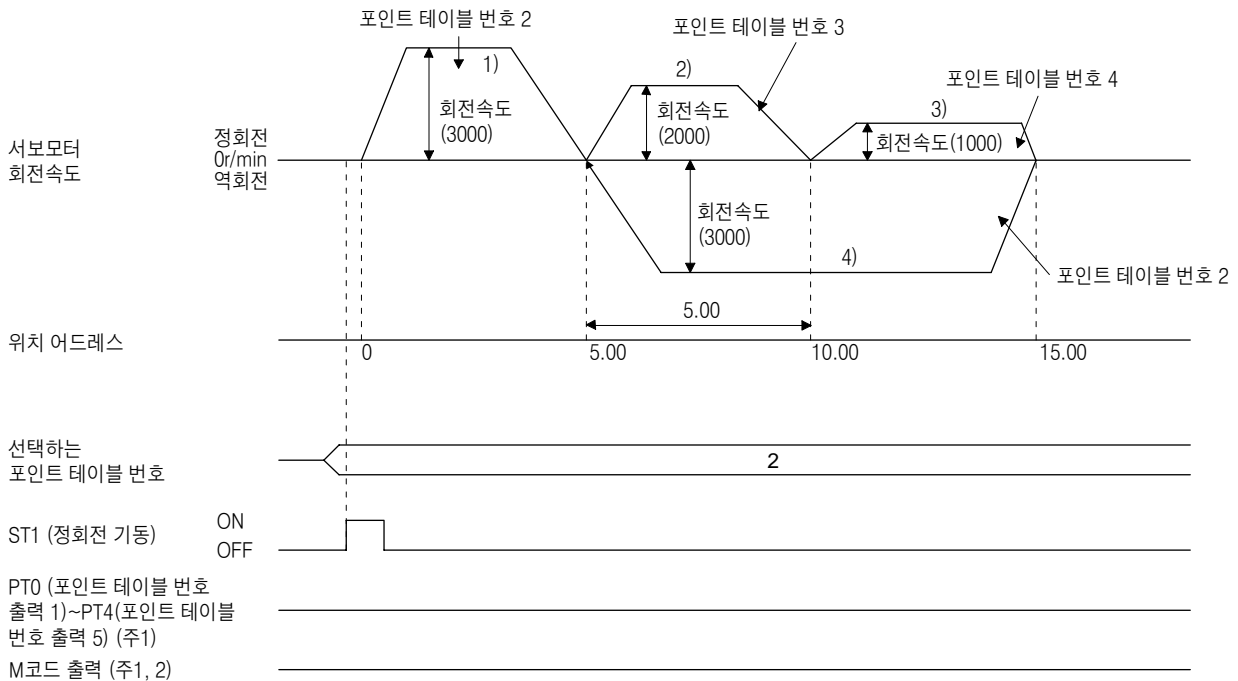 포인트 테이블 번호 2
포인트 테이블 번호 3
포인트 테이블 번호 4
1)
2)
3)
회전속도
(3000)
회전속도
(2000)
회전속도(1000)
서보모터
회전속도
정회전
0r/min
역회전
회전속도
(3000)
4)
포인트 테이블 번호 2
5.00
위치 어드레스
0
5.00
10.00
15.00
선택하는
포인트 테이블 번호
2
ST1 (정회전 기동)
ON
OFF
PT0 (포인트 테이블 번호
출력 1)~PT4(포인트 테이블
번호 출력 5) (주1)
M코드 출력 (주1, 2)